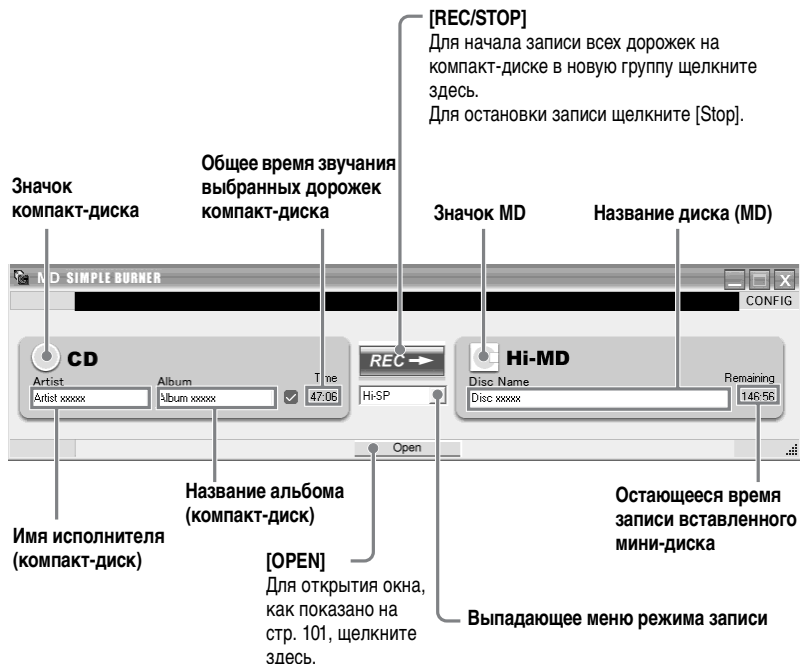 [REC/STOP]
Для начала записи всех дорожек на
компакт-диске в новую группу щелкните
здесь.
Для остановки записи щелкните [Stop].
Общее время звучания
выбранных дорожек
компакт-диска
Значок
компакт-диска
Значок MD
Название диска (MD)
MD SIMPLE BURNER
CONFIG
CD
REC
Hi-MD
Artist
Album
Time
Disc Name
Remaining
Artist xxxxx
Album xxxxx
47:06
Hi-SP
Disc xxxxx
146:56
Open
Название альбома
(компакт-диск)
Имя исполнителя
(компакт-диск)
Остающееся время
записи вставленного
мини-диска
[OPEN]
Для открытия окна,
как показано на
стр. 101, щелкните
здесь.
Выпадающее меню режима записи